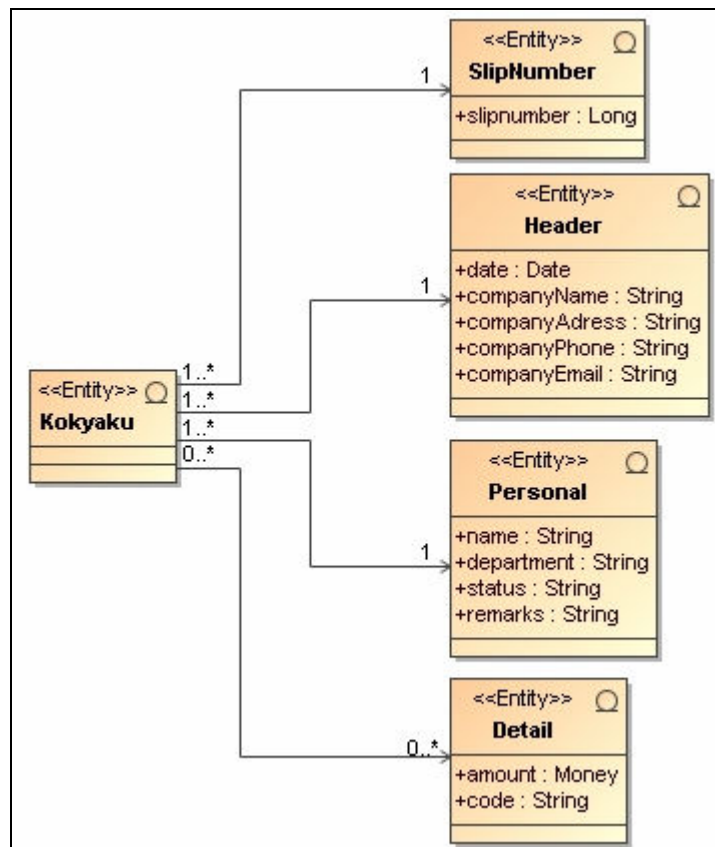 <<Entity>>
SlipNumber
+slipnumber : Long
1
<<Entity>>
Header
+date : Date
+companyName : String
+companyAdress : String
+companyPhone : String
+companyEmail : String
1
<<Entity>>
Kokyaku
1..*
1..*
1..*
0..*
<<Entity>>
Personal
+name : String
+department : String
+status : String
+remarks : String
1
<<Entity>>
Detail
+amount : Money
+code : String
0..*